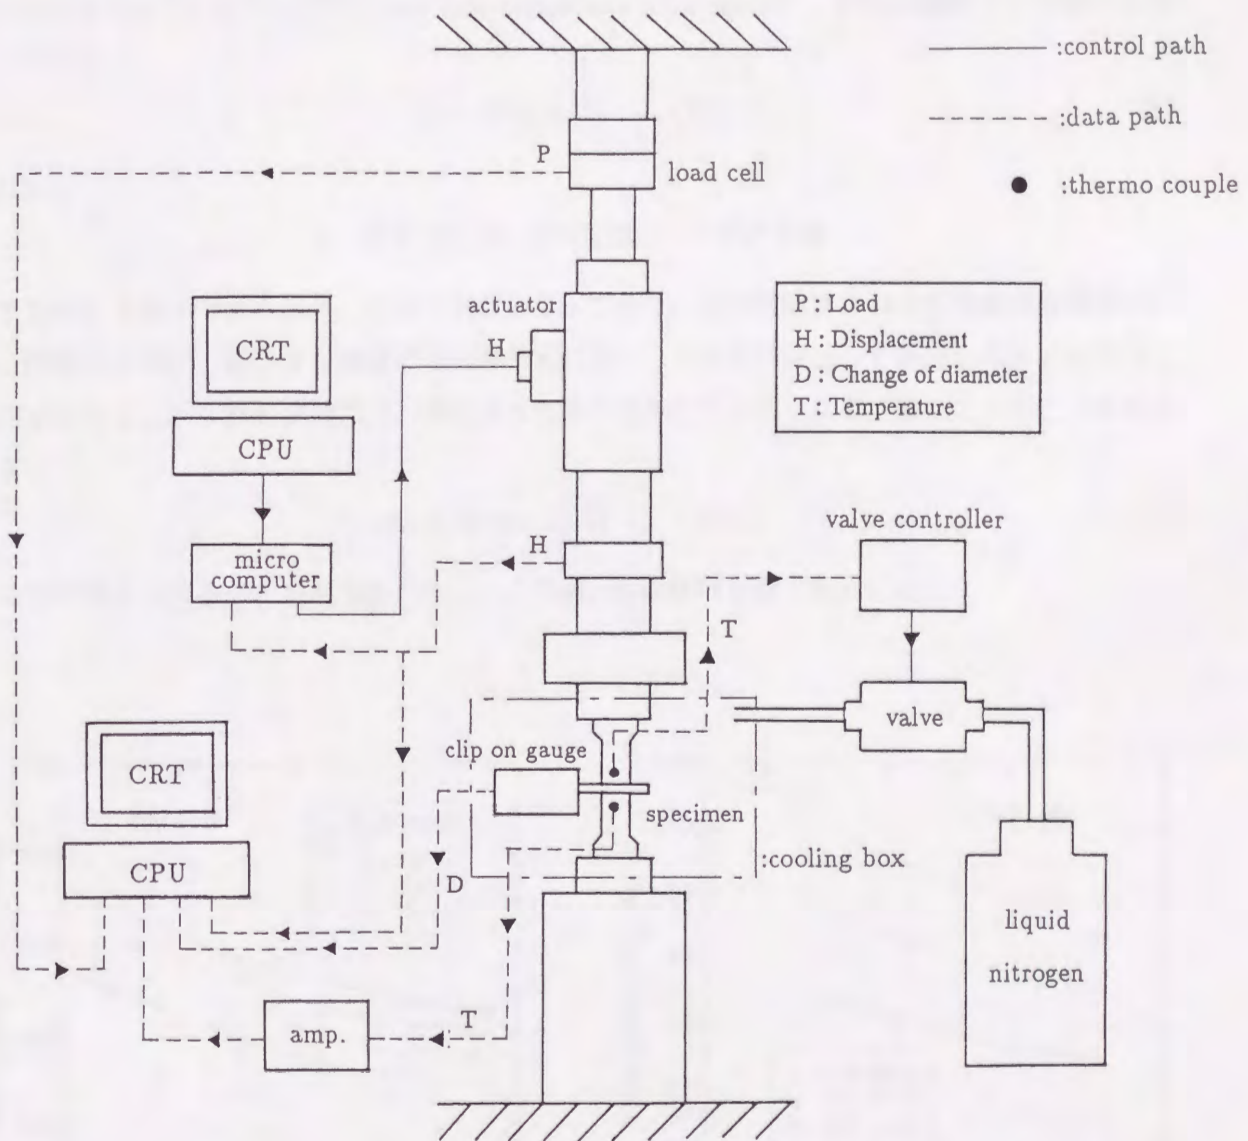 :control path
:data path
:thermo couple
P
load cell
actuator
H
CRT
CPU
P : Load
H : Displacement
D : Change of diameter
T : Temperature
micro
computer
H
valve controller
T
valve
clip on gauge
CRT
specimen
CPU
D
:cooling box
liquid
nitrogen
amp.
T